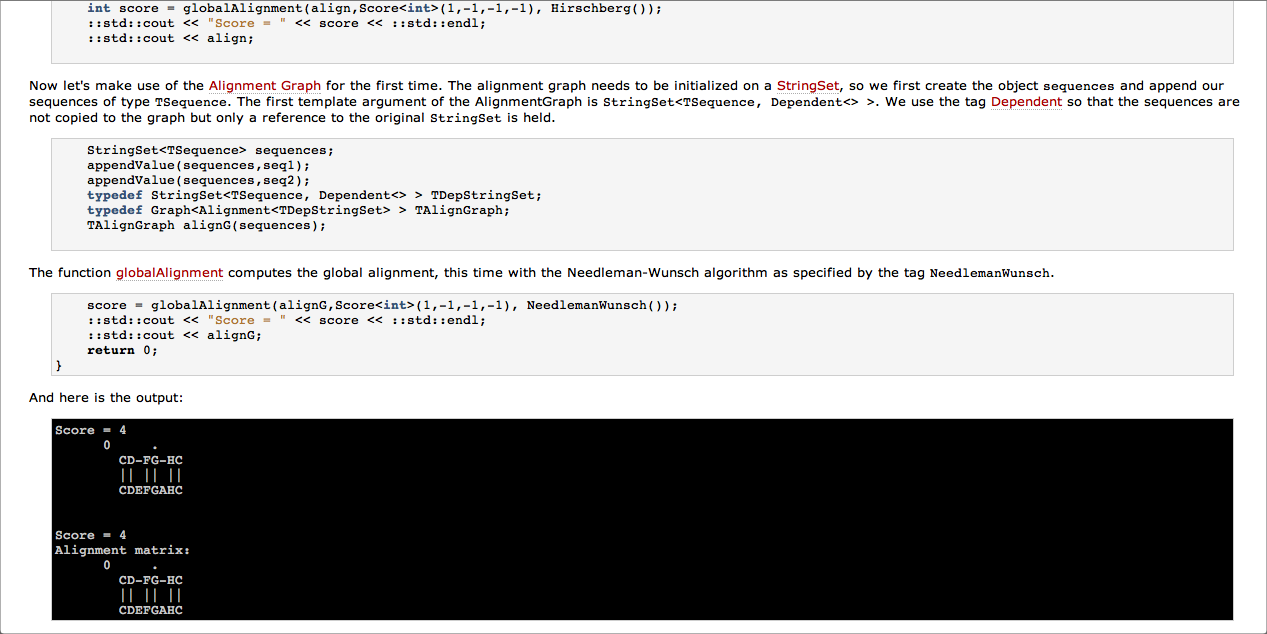 int score = globalAlignment(align,Score<int>(1,-1,-1,-1), Hirschberg());
::std::cout << "Score = " << score << ::std::endl;
::std::cout << align;
Now let's make use of the Alignment Graph for the first time. The alignment graph needs to be initialized on a StringSet, so we first create the object sequences and append our
sequences of type TSequence. The first template argument of the AlignmentGraph is StringSet<TSequence, Dependent<> >. We use the tag Dependent so that the sequences are
not copied to the graph but only a reference to the original StringSet is held.
StringSet<TSequence> sequences;
appendValue(sequences,seq1);
appendValue(sequences,seq2);
typedef StringSet<TSequence, Dependent<> > TDepStringSet;
typedef Graph<Alignment<TDepStringSet> > TAlignGraph;
TAlignGraph alignG(sequences);
The function globalAlignment computes the global alignment, this time with the Needleman-Wunsch algorithm as specified by the tag NeedlemanWunsch.
score = globalAlignment(alignG,Score<int>(1,-1,-1,-1), NeedlemanWunsch());
::std::cout << "Score = " << score << ::std::endl;
::std::cout << alignG;
return 0;
}
And here is the output:
Score = 4
0     .
CD-FG-HC
|| || ||
CDEFGAHC
Score = 4
Alignment matrix:
0     .
CD-FG-HC
|| || ||
CDEFGAHC